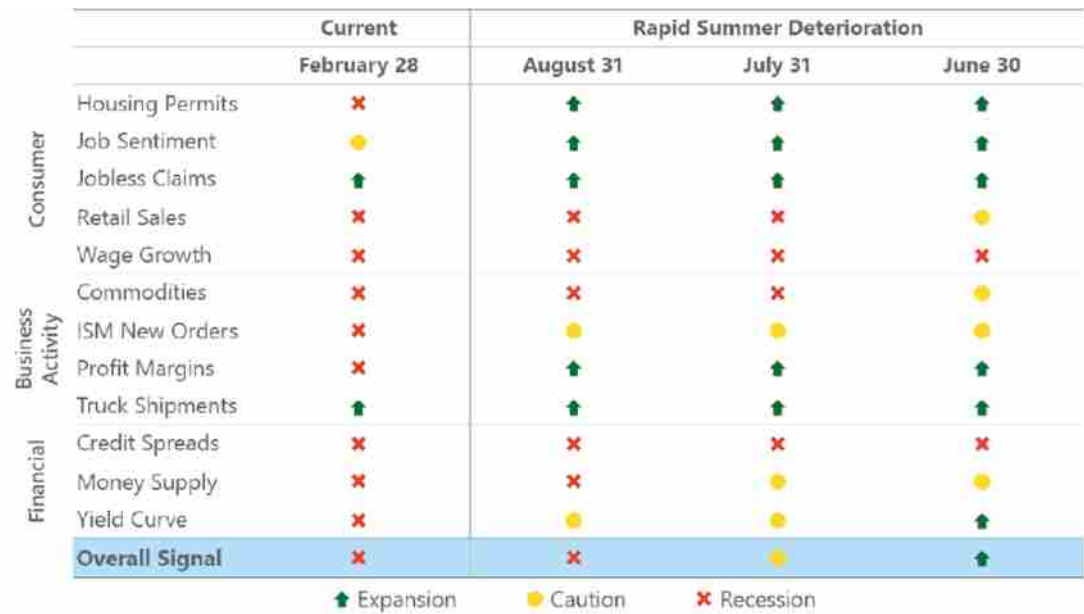 Current Rapid Summer Deterioration
February 28 August 31 July 31 June 30
Consumer
Housing Permits
Job Sentiment
Jobless Claims
Retail Sales
Wage Growth
Business
Activity
Commodities
ISM New Orders
Profit Margins
Truck Shipments
Financial
Credit Spreads
Money Supply
Yield Curve
Overall Signal
Expansion Caution Recession